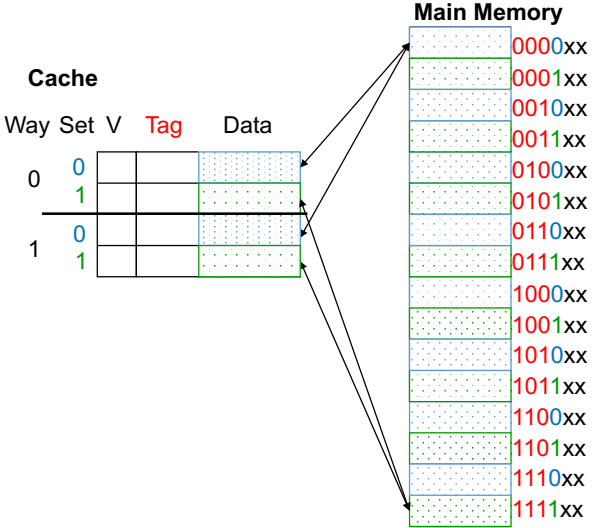 Main Memory
Cache
Way Set V Tag Data
0
0
1
1
0
1
0000xx
0001xx
0010xx
0011xx
0100xx
0101xx
0110xx
0111xx
1000xx
1001xx
1010xx
1011xx
1100xx
1101xx
1110xx
1111xx